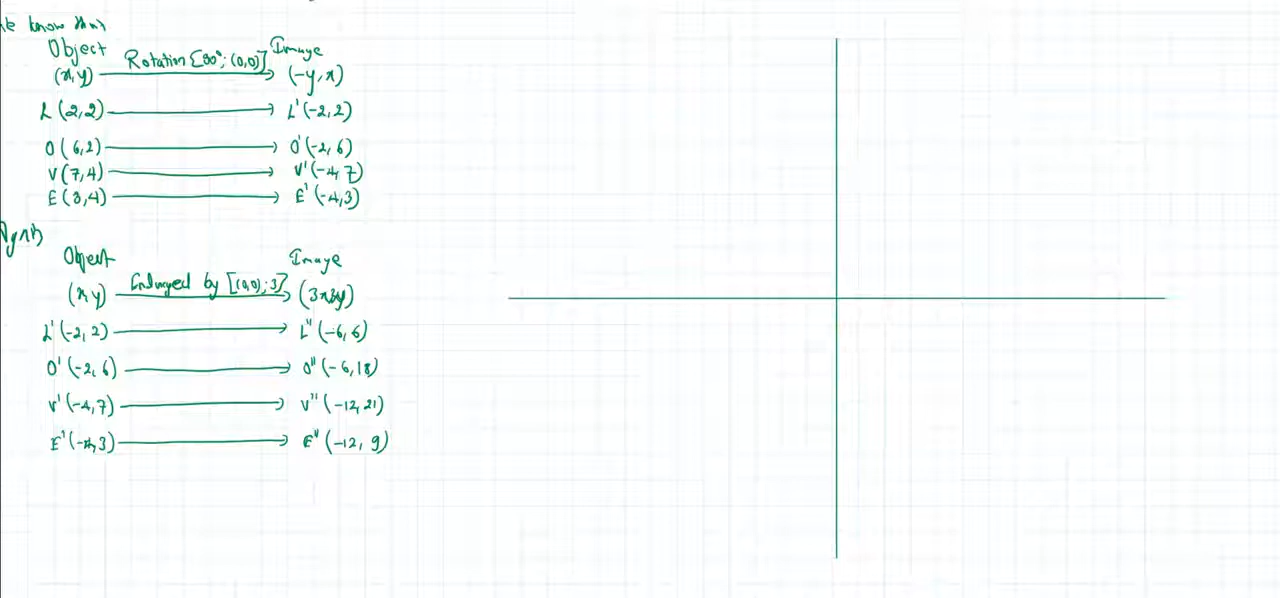 know that
Object Image
(x,y) Rotation [90°; (0,0)] (-y,x)
L (2,2) L'(-2,2)
O (6,2) O'(-2,6)
V (7,4) V'(-4,7)
E (3,4) E'(-4,3)
Object Image
(x,y) Enlarged by [(0,0);3] (3x,3y)
L'(-2,2) L"(-6,6)
O'(-2,6) O"(-6,18)
V'(-4,7) V"(-12,21)
E'(-4,3) E"(-12, 9)